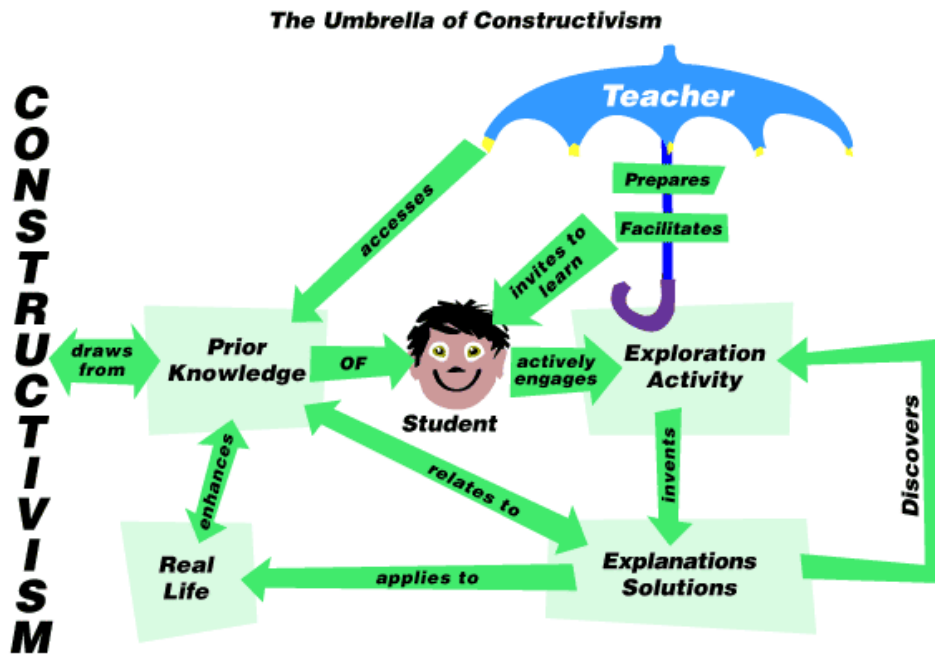 The Umbrella of Constructivism
CONSTRUCTIVISM
Teacher
Prepares
Facilitates
accesses
invites to
learn
draws
from
Prior
Knowledge
OF
Student
actively
engages
Exploration
Activity
enhances
relates to
invents
Discovers
Real
Life
applies to
Explanations
Solutions